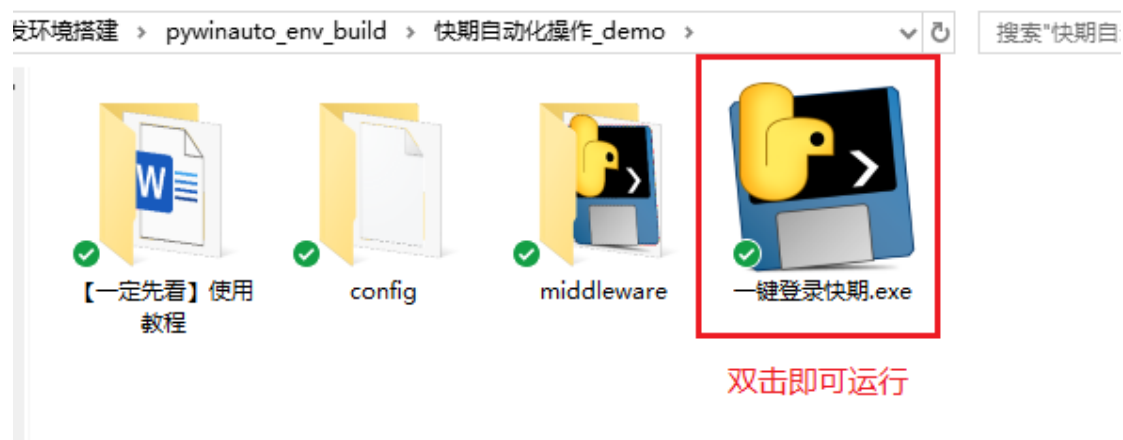 发环境搭建 › pywinauto_env_build › 快期自动化操作_demo ›
搜索"快期自
W
【一定先看】使用
教程
config
middleware
一键登录快期.exe
双击即可运行